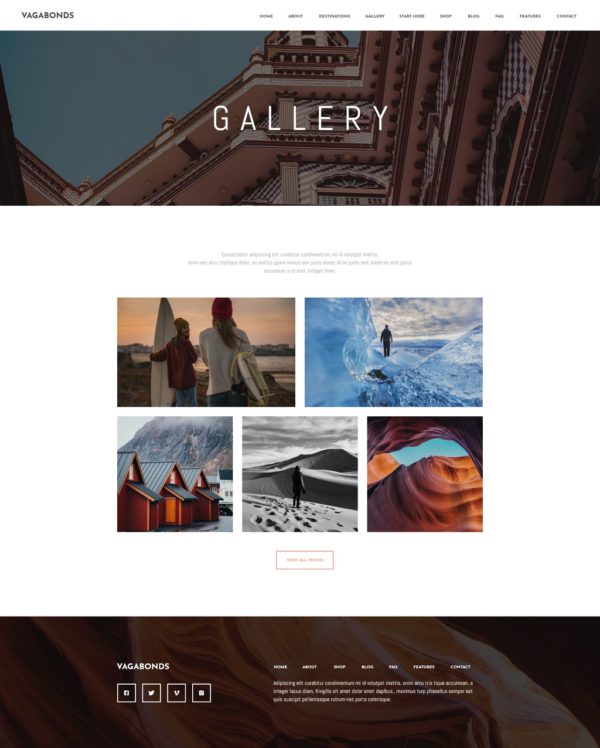 VAGABONDS
HOME ABOUT DESTINATIONS GALLERY START HERE SHOP BLOG FAQ FEATURES CONTACT
GALLERY
Consectetur adipiscing elit curabitur condimentum, mi id volutpat mattis,
enim nec arcu tristique dolor, eu mattis quam metus non justo donec id mi justo sed, lorem eu erat porta
accumsan a et erat. Integer diam.
VIEW ALL PHOTO
VAGABONDS
HOME ABOUT SHOP BLOG FAQ FEATURES CONTACT
Adipiscing elit curabitur condimentum mi id volutpat mattis, enim arcu tris tique accumsan, a
integer lacus diam, fringilla sit amet dolor amet dapibus., maximus turp phasellus semper est
quis suscipit pellentesque rutrum nec porta celerisque.